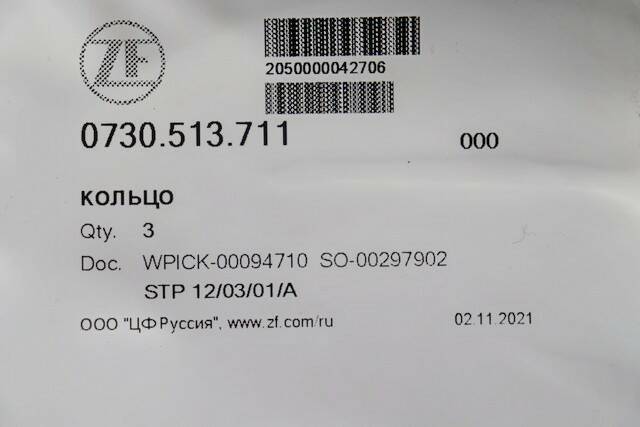 ZF
2050000042706
0730.513.711 000
кольцо
Qty. 3
Doc. WPICK-00094710 SO-00297902
STP 12/03/01/A
ООО "ЦФ Руссия", www.zf.com/ru 02.11.2021